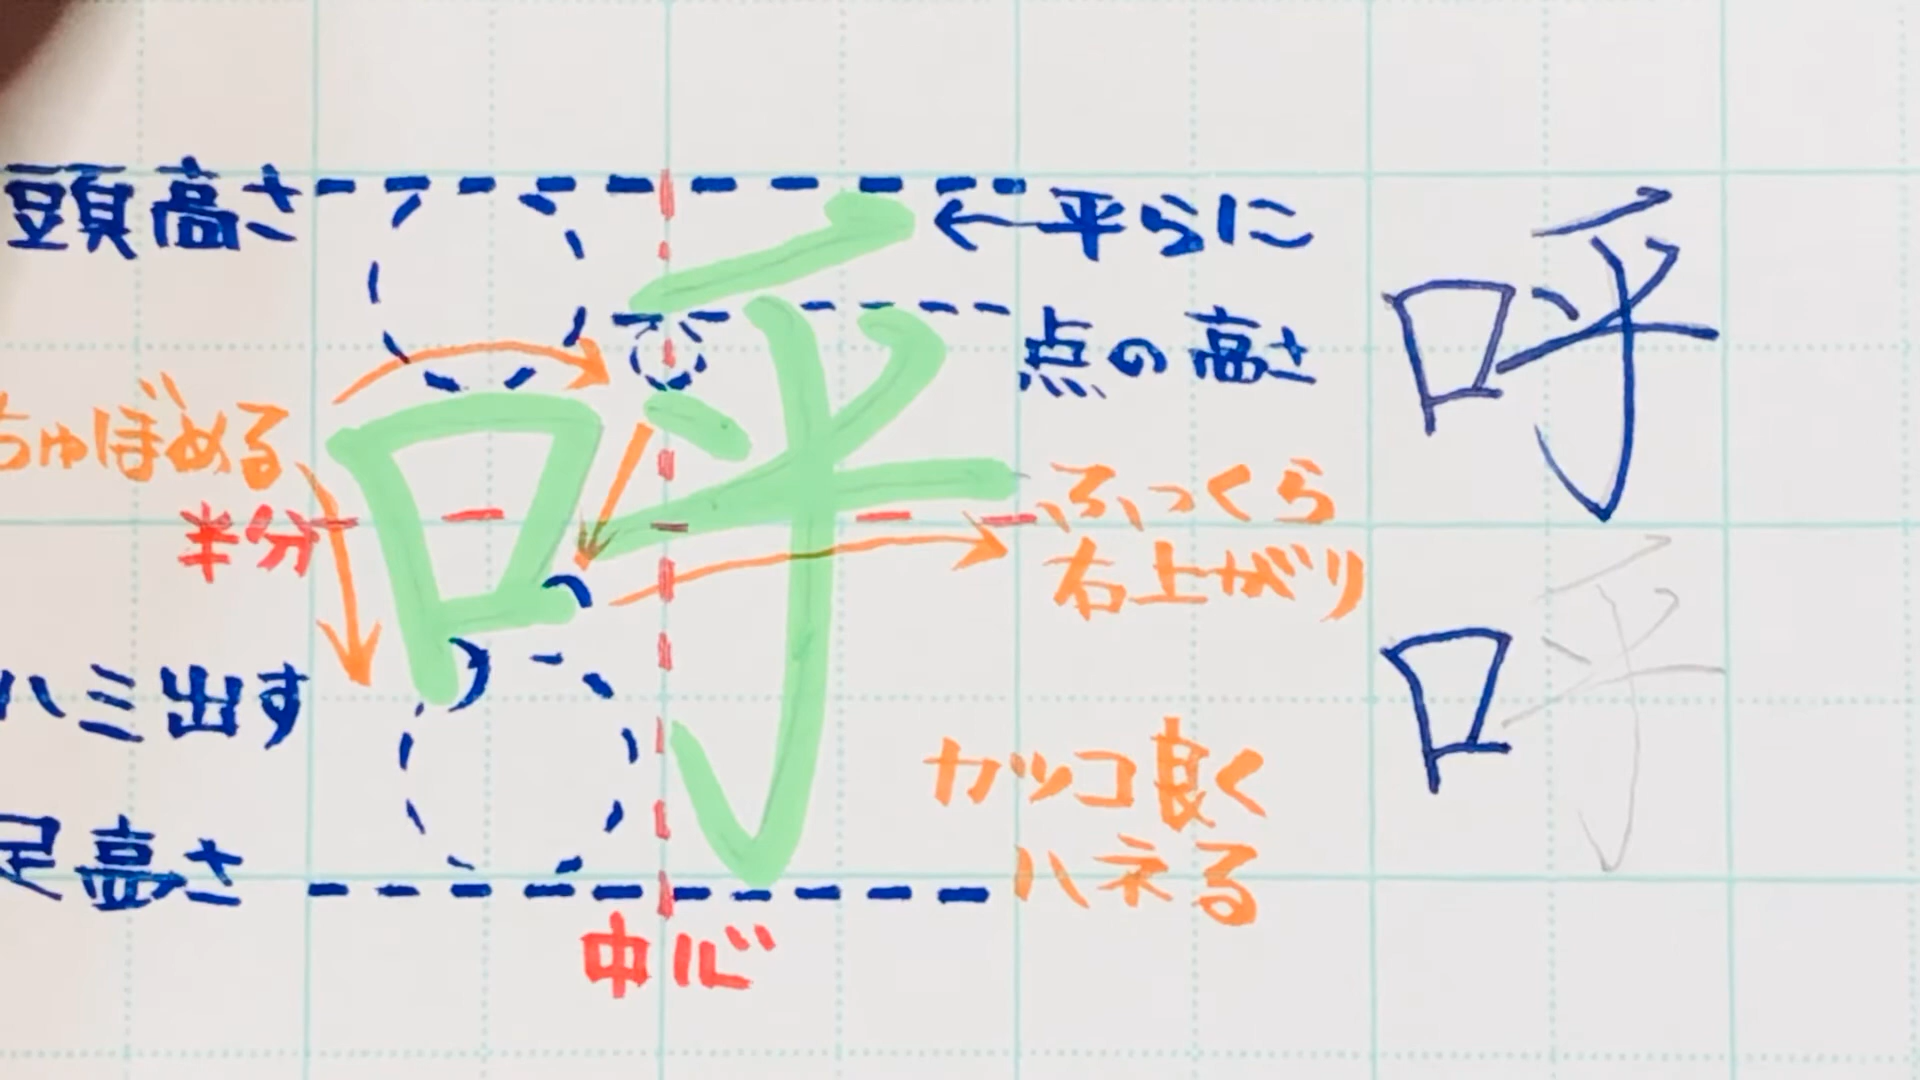 頭高さ
平らに
点の高さ
ちゅぼめる
半分
ふっくら
右上がり
ハミ出す
カッコ良く
ハネる
足高さ
中心
呼
呼
呼